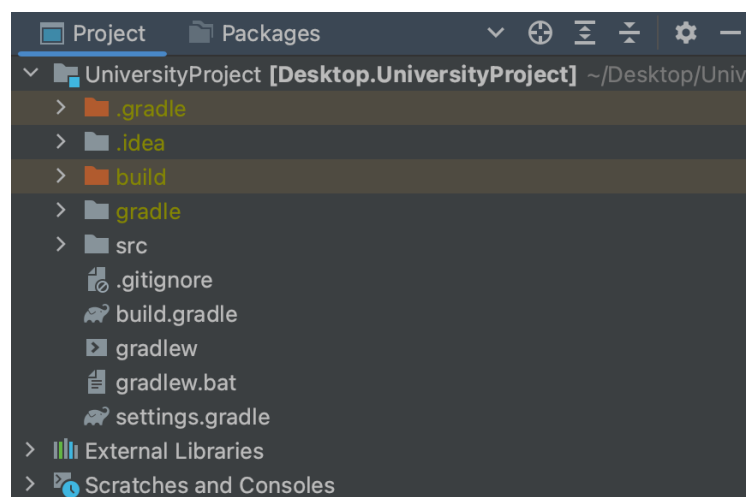 Project Packages
UniversityProject [Desktop.UniversityProject] ~/Desktop/Univ
.gradle
.idea
build
gradle
src
.gitignore
build.gradle
gradlew
gradlew.bat
settings.gradle
External Libraries
Scratches and Consoles